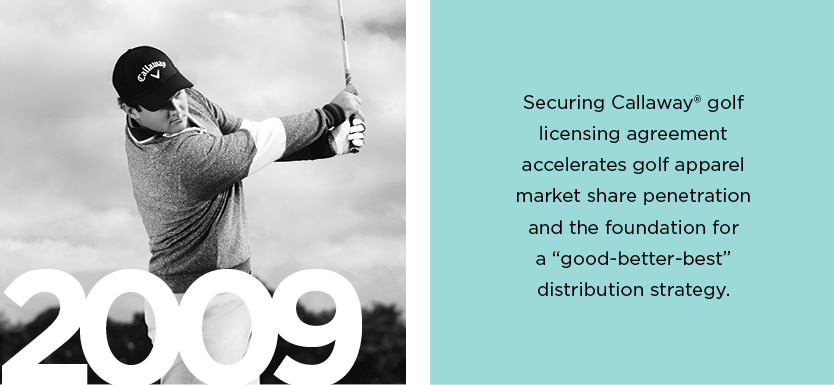 Callaway
2009
Securing Callaway® golf
licensing agreement
accelerates golf apparel
market share penetration
and the foundation for
a “good-better-best”
distribution strategy.